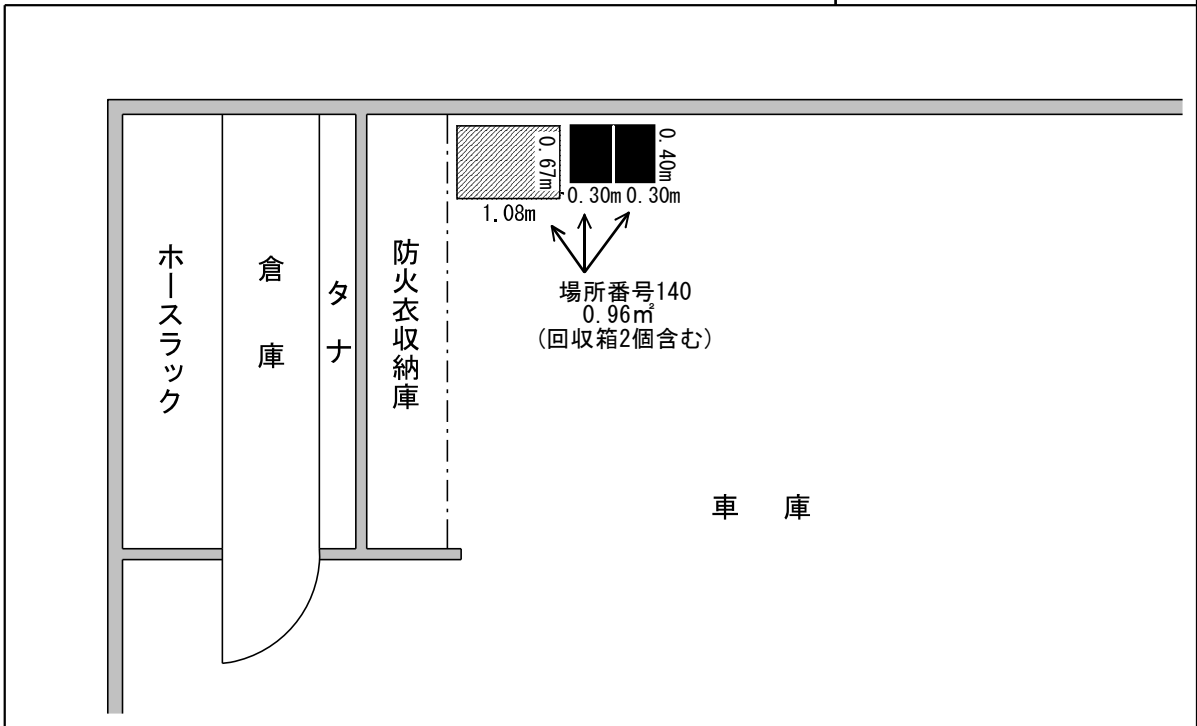 ホースラック
倉庫
タナ
防火衣収納庫
0.67m
1.08m
0.30m
0.30m
0.40m
場所番号140
0.96㎡
(回収箱2個含む)
車庫